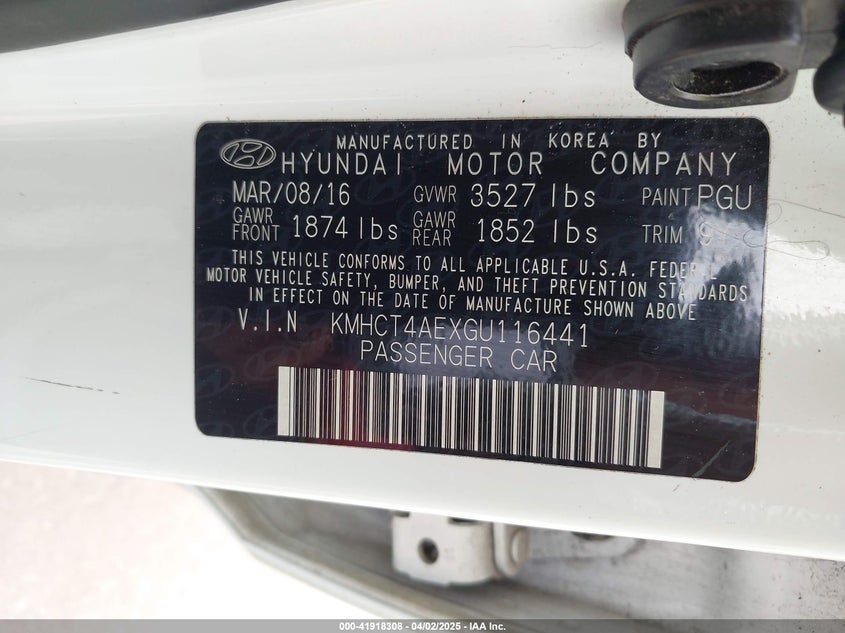 MANUFACTURED IN KOREA BY
HYUNDAI MOTOR COMPANY
MAR/08/16 GVWR 3527 lbs PAINT PGU
GAWR FRONT 1874 lbs GAWR REAR 1852 lbs TRIM
THIS VEHICLE CONFORMS TO ALL APPLICABLE U.S.A. FEDERAL
MOTOR VEHICLE SAFETY, BUMPER, AND THEFT PREVENTION STANDARDS
IN EFFECT ON THE DATE OF MANUFACTURE SHOWN ABOVE
V.I.N KMHCT4AEXGU116441
PASSENGER CAR
000-41918308 - 04/02/2025 - IAA Inc.